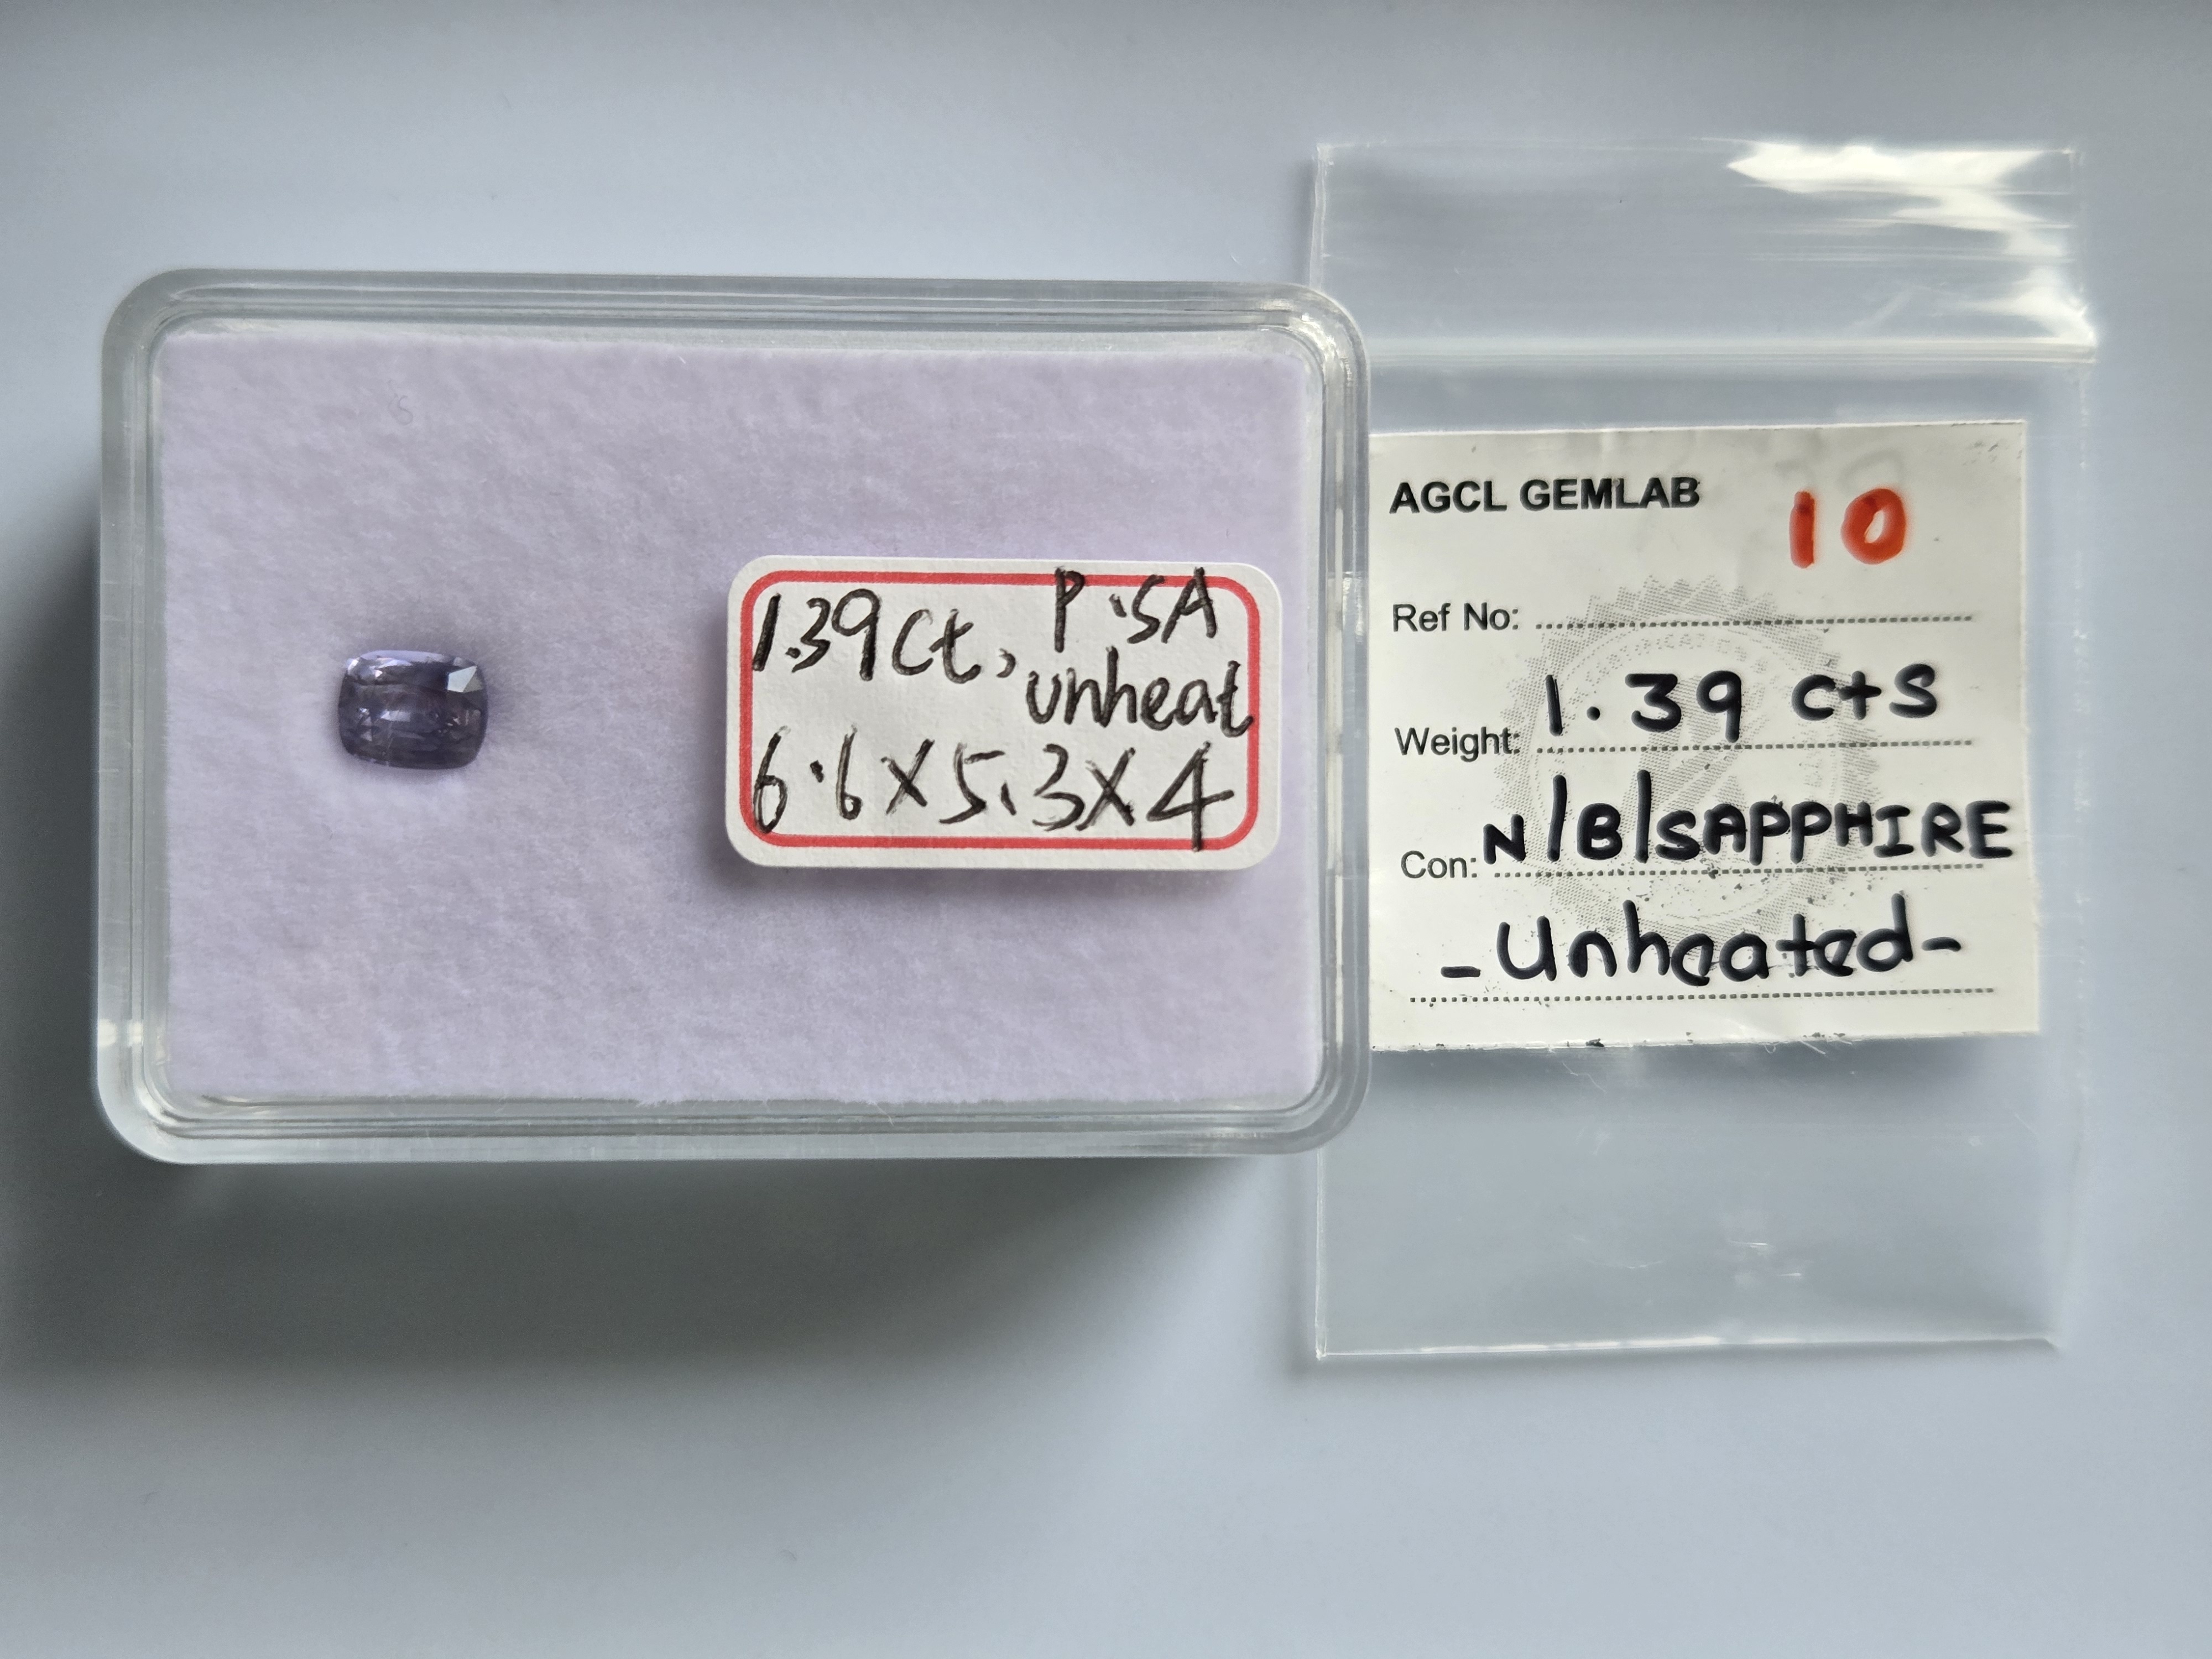 1.39ct, P.SA
unheat
6.6X5.3X4
AGCL GEMLAB 10
Ref No:
Weight: 1.39 cts
Con: N/B/SAPPHIRE
-Unheated-